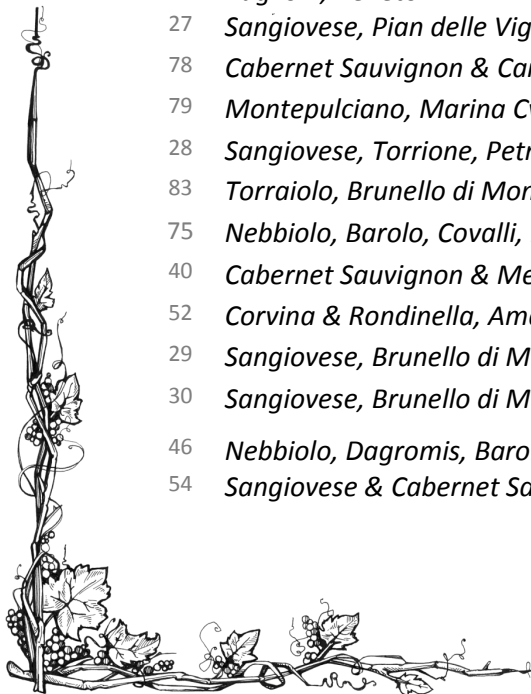 27 Sangiovese, Pian delle Vig
78 Cabernet Sauvignon & Ca
79 Montepulciano, Marina C
28 Sangiovese, Torrione, Petr
83 Torraiolo, Brunello di Mon
75 Nebbiolo, Barolo, Covalli,
40 Cabernet Sauvignon & Me
52 Corvina & Rondinella, Ama
29 Sangiovese, Brunello di M
30 Sangiovese, Brunello di M
46 Nebbiolo, Dagromis, Baro
54 Sangiovese & Cabernet Sa